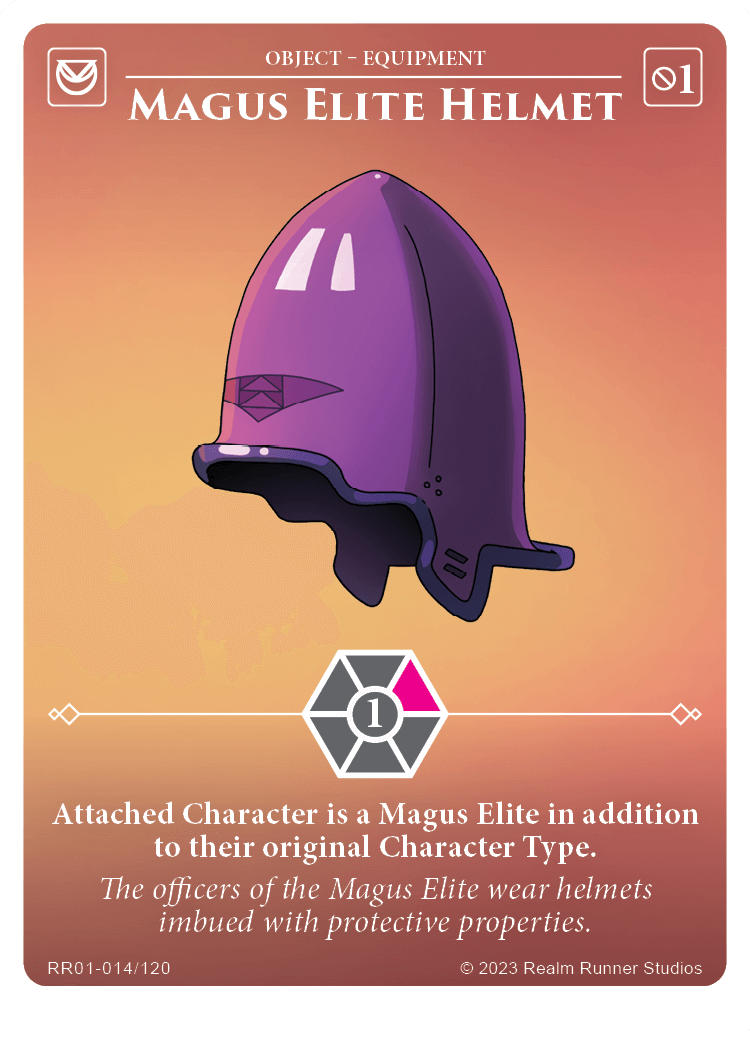 OBJECT – EQUIPMENT
MAGUS ELITE HELMET
1
1
Attached Character is a Magus Elite in addition
to their original Character Type.
The officers of the Magus Elite wear helmets
imbued with protective properties.
RR01-014/120
© 2023 Realm Runner Studios